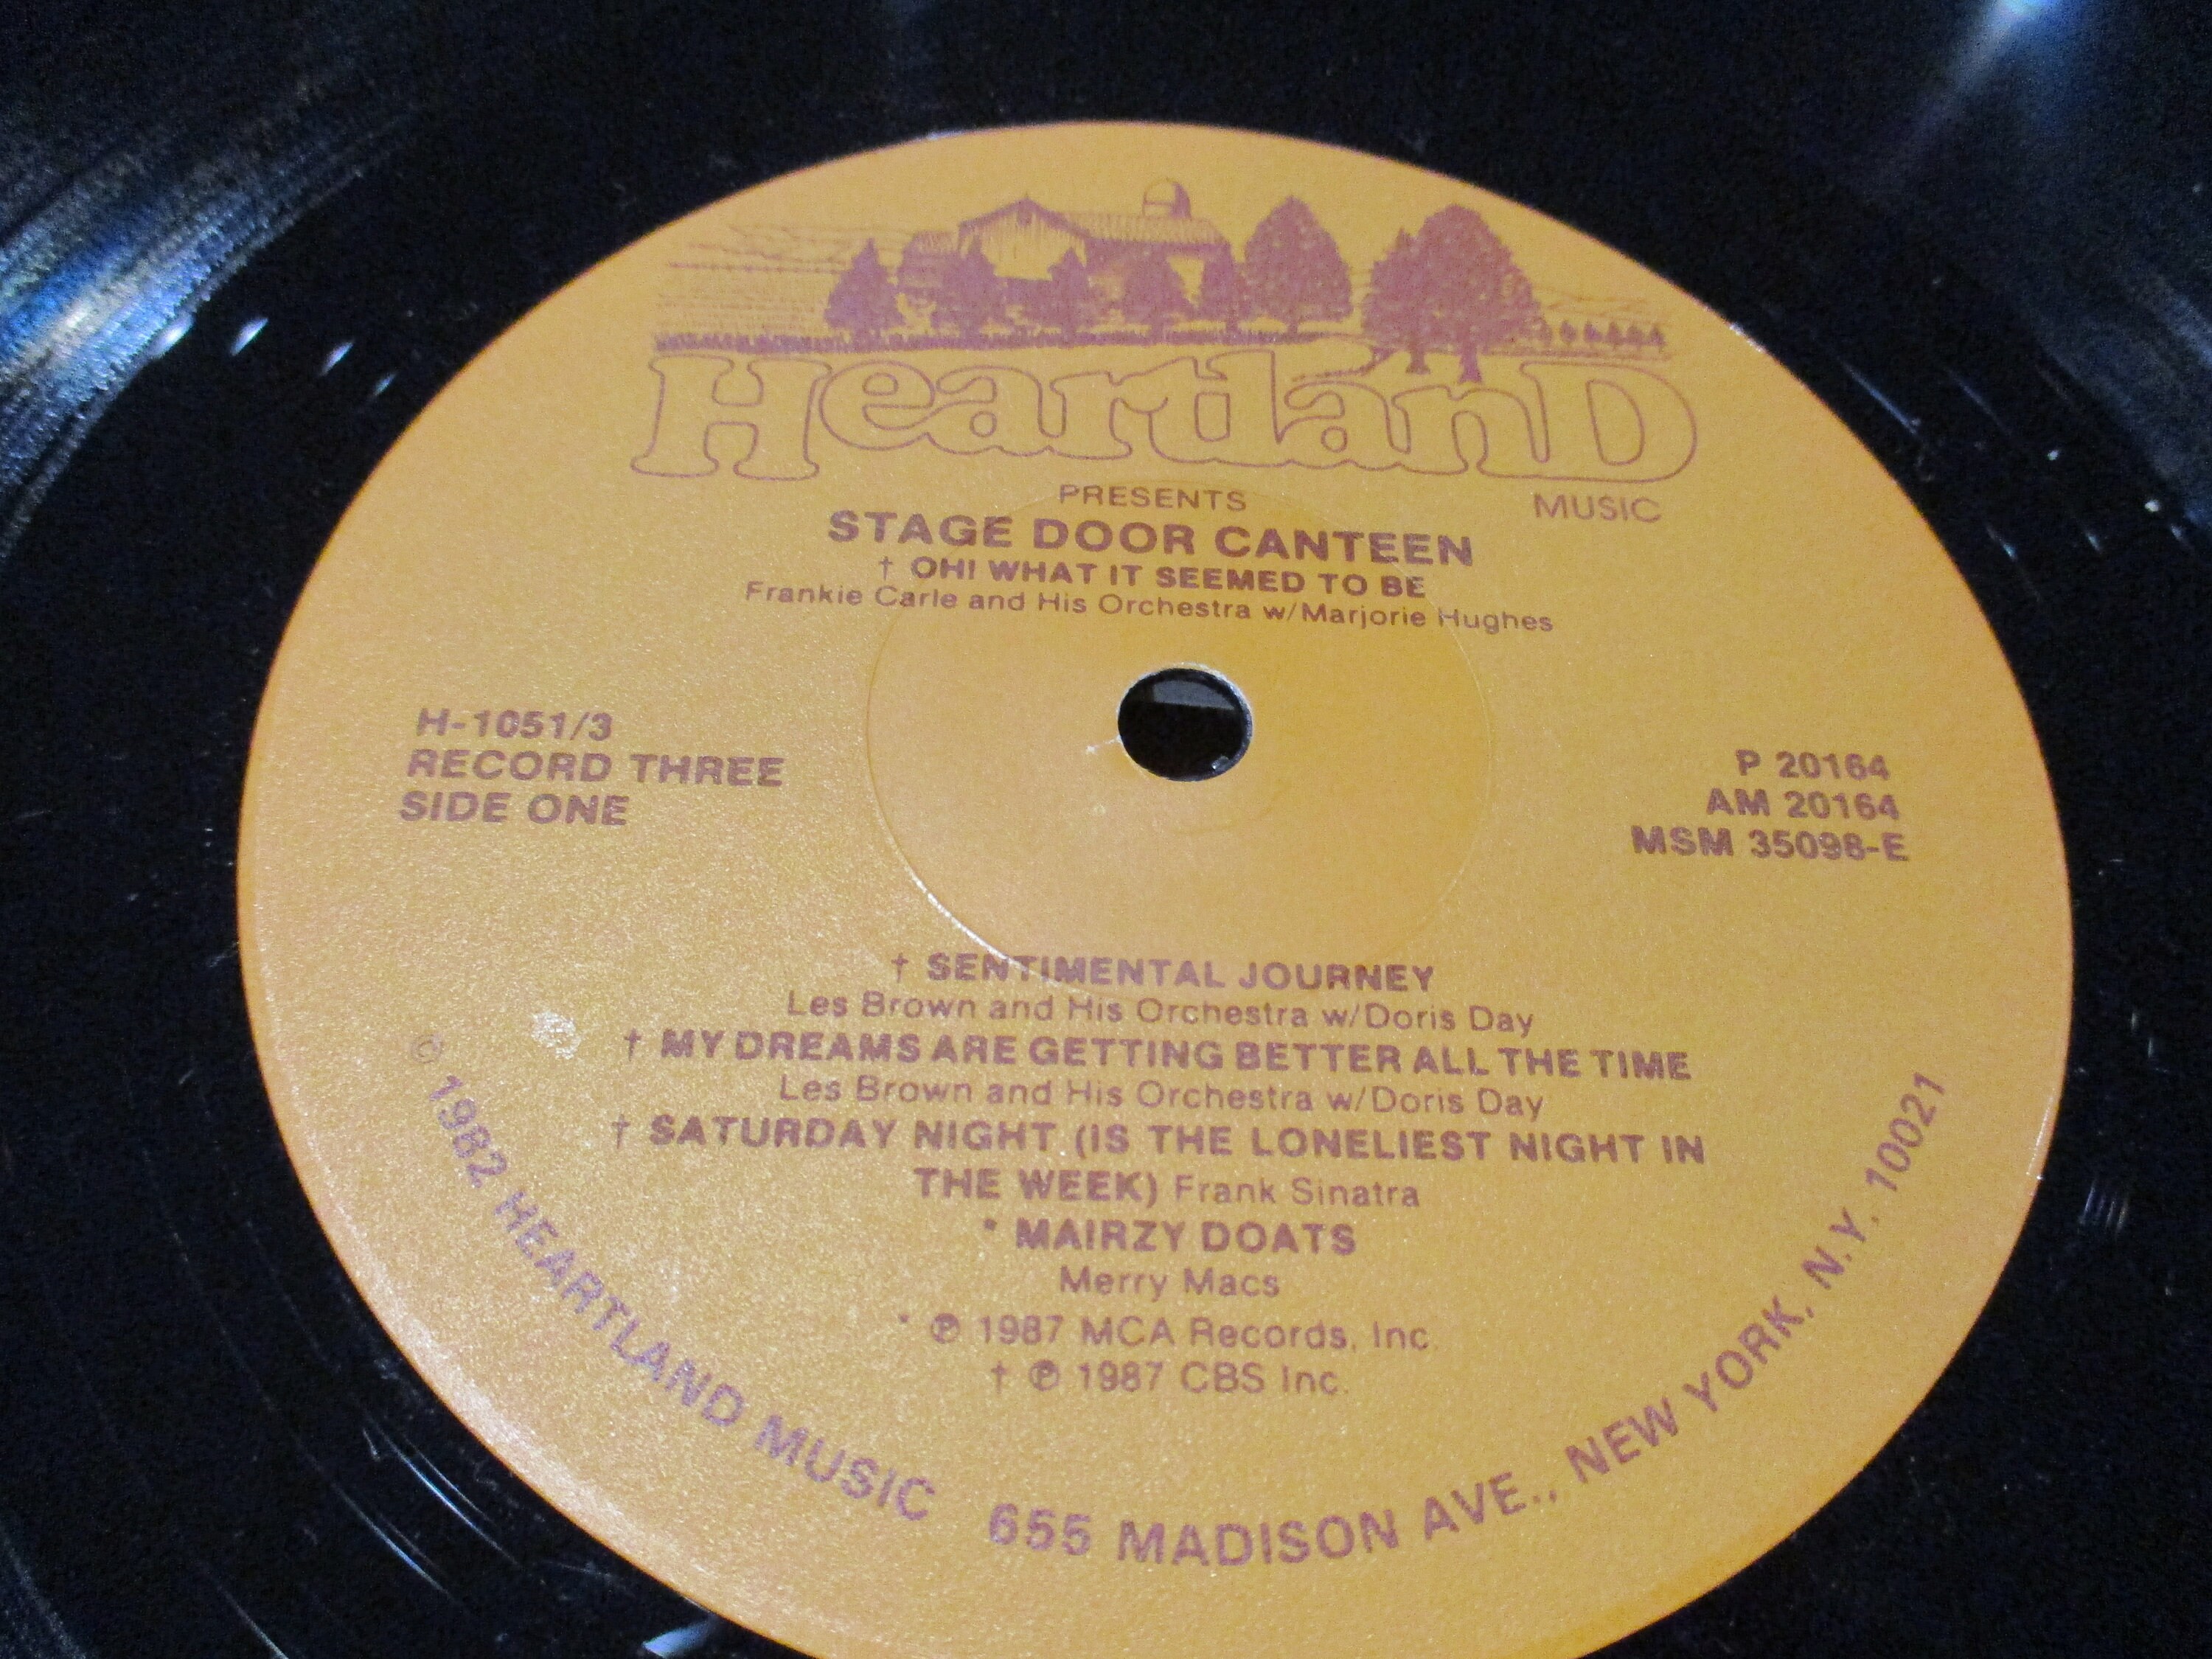 HeartlanD
PRESENTS
MUSIC
STAGE DOOR CANTEEN
† OH! WHAT IT SEEMED TO BE
Frankie Carle and His Orchestra w/Marjorie Hughes
H-1051/3
RECORD THREE
SIDE ONE
P 20164
AM 20164
MSM 35098-E
† SENTIMENTAL JOURNEY
Les Brown and His Orchestra w/Doris Day
† MY DREAMS ARE GETTING BETTER ALL THE TIME
Les Brown and His Orchestra w/Doris Day
† SATURDAY NIGHT (IS THE LONELIEST NIGHT IN
THE WEEK) Frank Sinatra
* MAIRZY DOATS
Merry Macs
* ℗ 1987 MCA Records, Inc.
† ℗ 1987 CBS Inc.
© 1982 HEARTLAND MUSIC 655 MADISON AVE., NEW YORK, N.Y. 10021